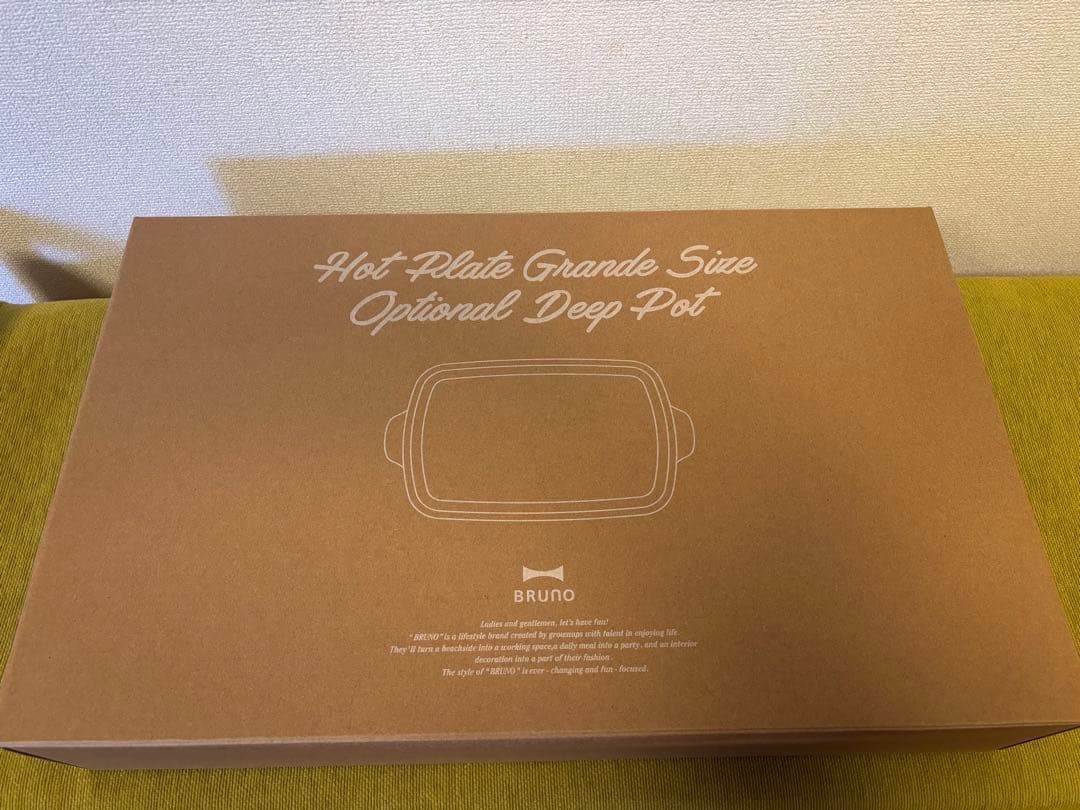 Hot Plate Grande Size
Optional Deep Pot
BRUNO
Ladies and gentlemen, let's have fun!
"BRUNO" is a lifestyle brand created by grownups with talent in enjoying life.
They'll turn a beachside into a working space,a daily meal into a party, and an interior
decoration into a part of their fashion.
The style of "BRUNO" is ever - changing and fun - focused.